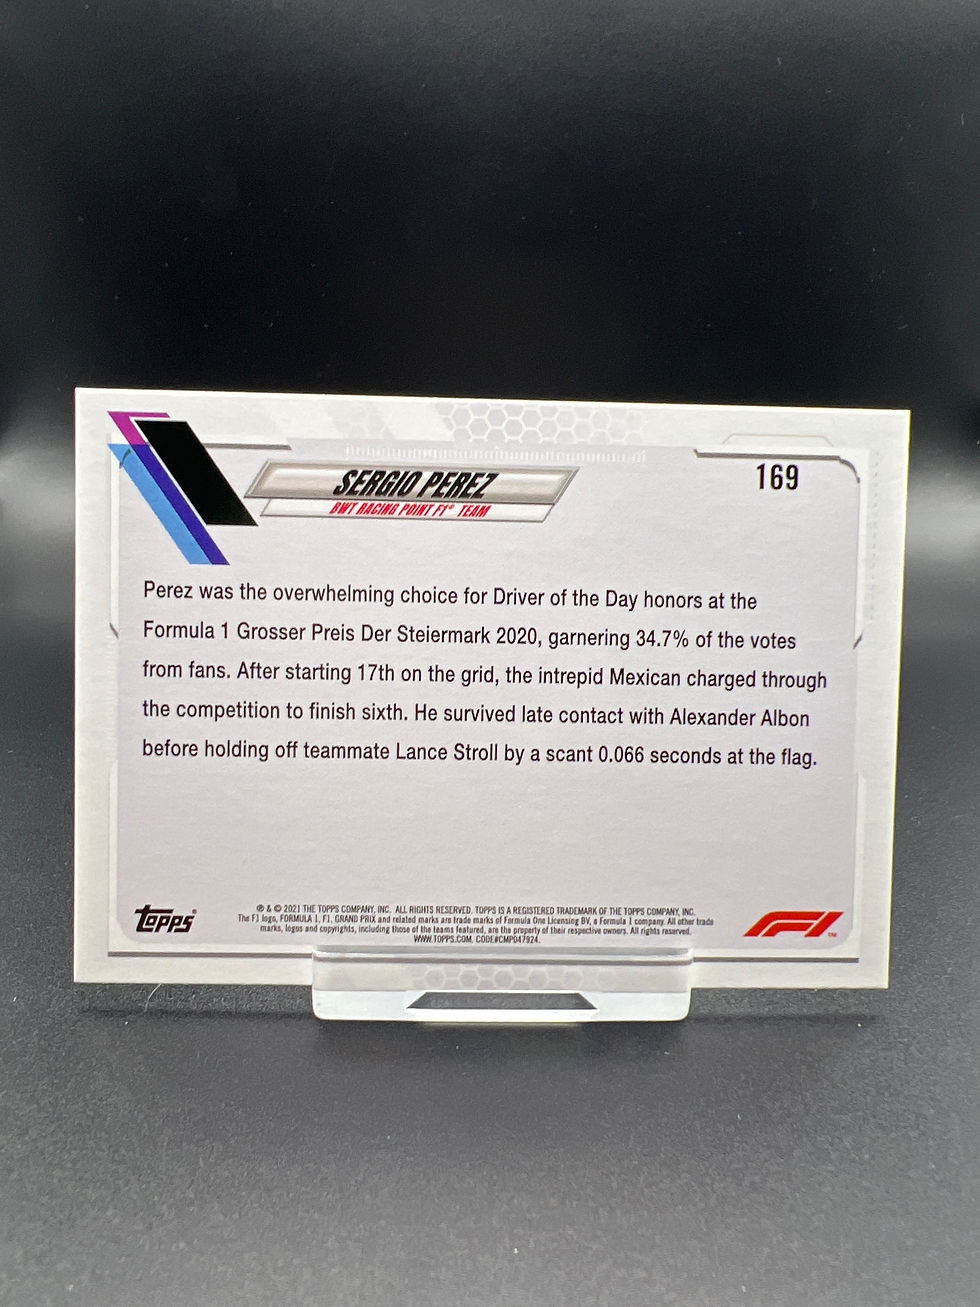 SERGIO PEREZ
BWT RACING POINT F1® TEAM
169
Perez was the overwhelming choice for Driver of the Day honors at the
Formula 1 Grosser Preis Der Steiermark 2020, garnering 34.7% of the votes
from fans. After starting 17th on the grid, the intrepid Mexican charged through
the competition to finish sixth. He survived late contact with Alexander Albon
before holding off teammate Lance Stroll by a scant 0.066 seconds at the flag.
Topps®
® & © 2021 THE TOPPS COMPANY, INC. ALL RIGHTS RESERVED. TOPPS IS A REGISTERED TRADEMARK OF THE TOPPS COMPANY, INC.
The F1 logo, FORMULA 1, F1, GRAND PRIX and related marks are trade marks of Formula One Licensing BV, a Formula 1 company. All other trade
marks, logos and copyrights, including those of the teams featured, are the property of their respective owners. All rights reserved.
WWW.TOPPS.COM. CODE#CMP047924.
F1™